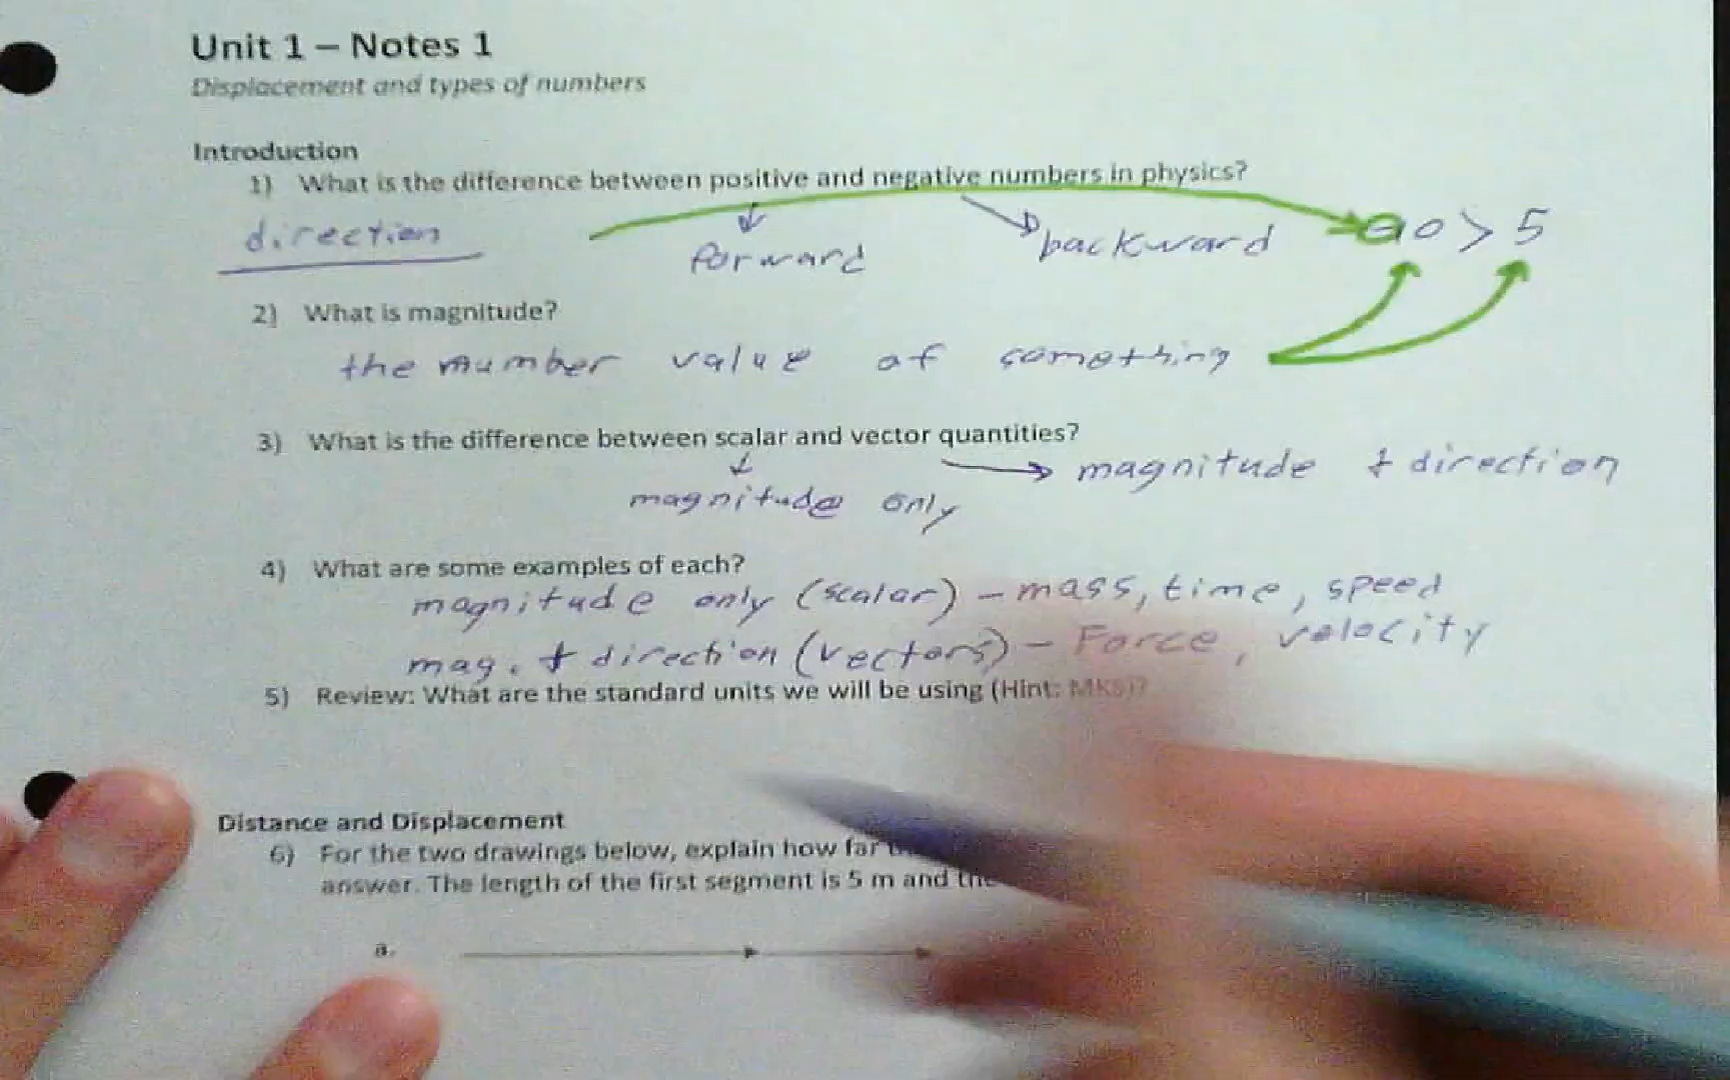 Unit 1 – Notes 1
Displacement and types of numbers
Introduction
1) What is the difference between positive and negative numbers in physics?
direction
forward
backward
0 > 5
2) What is magnitude?
the number value of something
3) What is the difference between scalar and vector quantities?
magnitude only
magnitude + direction
4) What are some examples of each?
magnitude only (scalar) – mass, time, speed
mag. + direction (vectors) – Force, velocity
5) Review: What are the standard units we will be using (Hint: MKS)?
Distance and Displacement
6) For the two drawings below, explain how far
answer. The length of the first segment is 5 m and the
a.